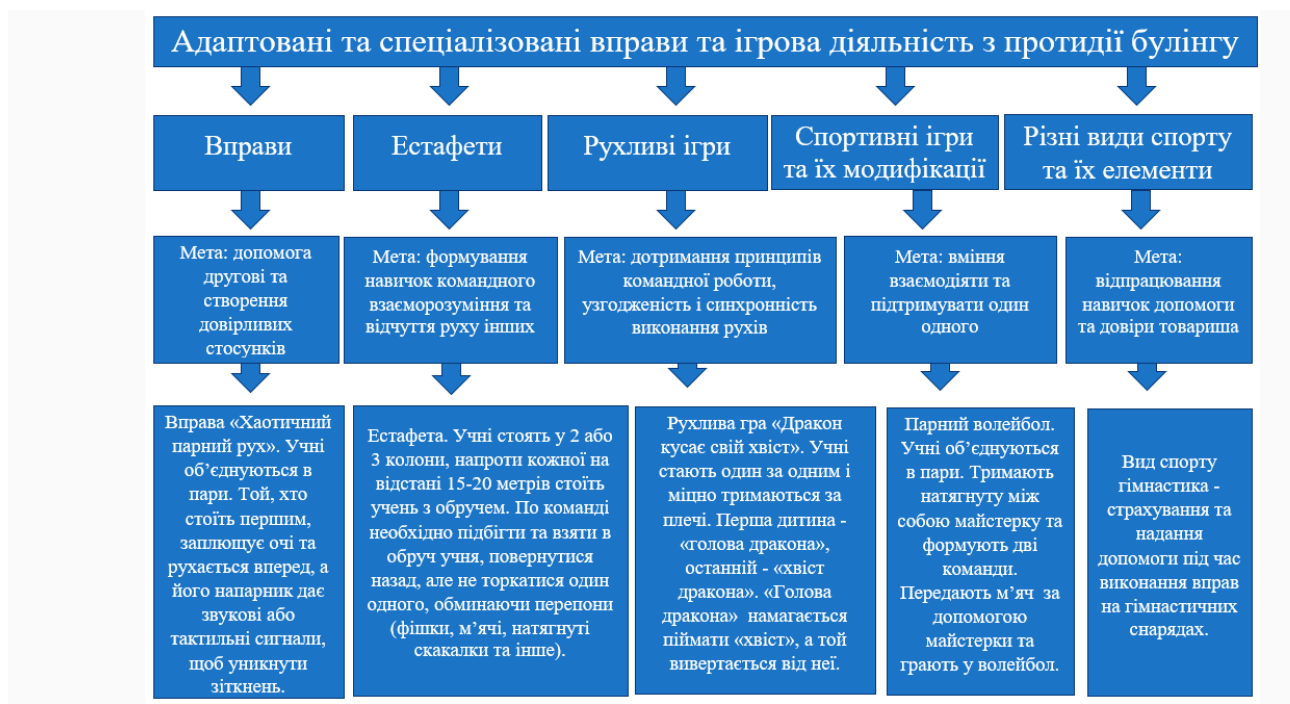 Адаптовані та спеціалізовані вправи та ігрова діяльність з протидії булінгу
Вправи
Естафети
Рухливі ігри
Спортивні ігри
та їх модифікації
Різні види спорту
та їх елементи
Мета: допомога
другові та
створення
довірливих
стосунків
Мета: формування
навичок командного
взаєморозуміння та
відчуття руху інших
Мета: дотримання принципів
командної роботи,
узгодженість і синхронність
виконання рухів
Мета: вміння
взаємодіяти та
підтримувати один
одного
Мета:
відпрацювання
навичок допомоги
та довіри товариша
Вправа «Хаотичний
парний рух». Учні
об’єднуються в
пари. Той, хто
стоїть першим,
заплющує очі та
рухається вперед, а
його напарник дає
звукові або
тактильні сигнали,
щоб уникнути
зіткнень.
Естафета. Учні стоять у 2 або
3 колони, напроти кожної на
відстані 15-20 метрів стоїть
учень з обручем. По команді
необхідно підбігти та взяти в
обруч учня, повернутися
назад, але не торкатися один
одного, обминаючи перепони
(фішки, м’ячі, натягнуті
скакалки та інше).
Рухлива гра «Дракон
кусає свій хвіст». Учні
стають один за одним і
міцно тримаються за
плечі. Перша дитина -
«голова дракона»,
останній - «хвіст
дракона». «Голова
дракона» намагається
піймати «хвіст», а той
вивертається від неї.
Парний волейбол.
Учні об’єднуються
в пари. Тримають
натягнуту між
собою майстерку та
формують дві
команди.
Передають м’яч за
допомогою
майстерки та
грають у волейбол.
Вид спорту
гімнастика -
страхування та
надання
допомоги під час
виконання вправ
на гімнастичних
снарядах.